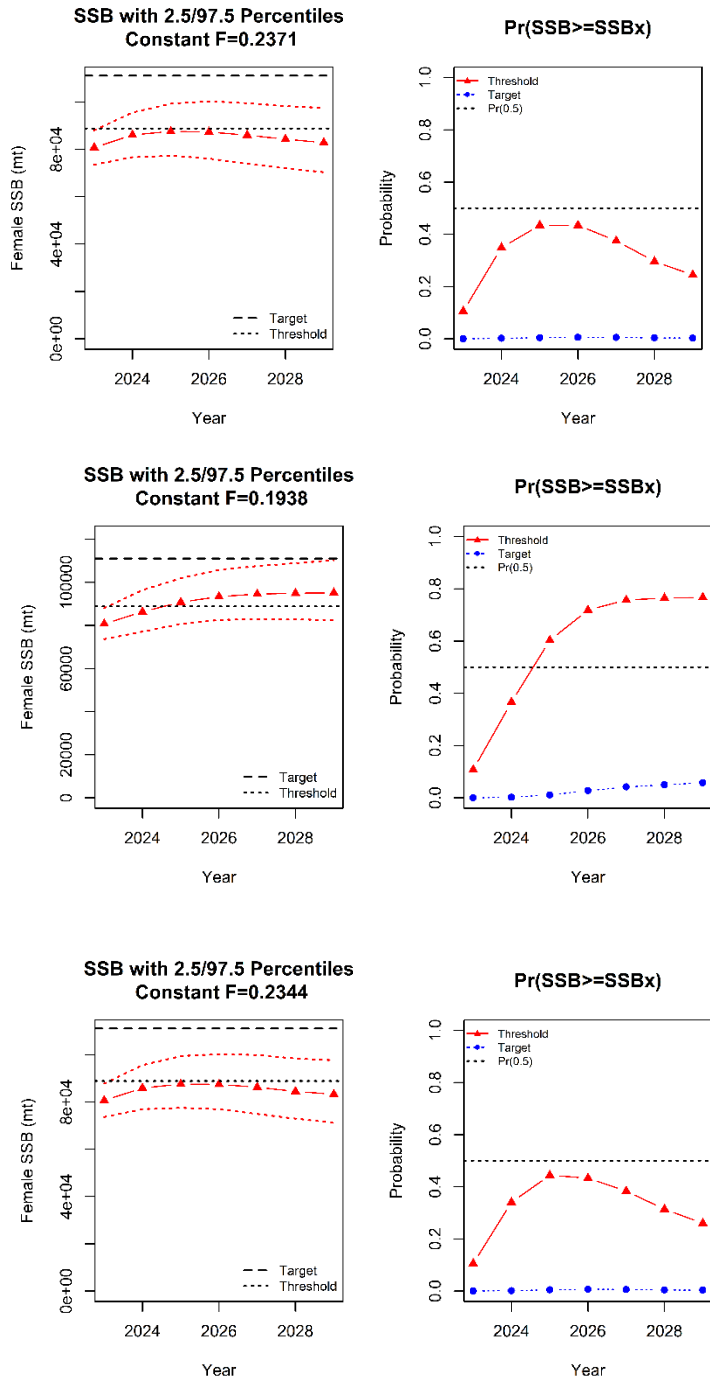 SSB with 2.5/97.5 Percentiles
Constant F=0.2371
Female SSB (mt)
0e+00
4e+04
8e+04
Target
Threshold
2024
2026
2028
Year
Pr(SSB>=SSBx)
Probability
0.0
0.2
0.4
0.6
0.8
1.0
Threshold
Target
Pr(0.5)
2024
2026
2028
Year
SSB with 2.5/97.5 Percentiles
Constant F=0.1938
Female SSB (mt)
0
20000
60000
100000
Target
Threshold
2024
2026
2028
Year
Pr(SSB>=SSBx)
Probability
0.0
0.2
0.4
0.6
0.8
1.0
Threshold
Target
Pr(0.5)
2024
2026
2028
Year
SSB with 2.5/97.5 Percentiles
Constant F=0.2344
Female SSB (mt)
0e+00
4e+04
8e+04
Target
Threshold
2024
2026
2028
Year
Pr(SSB>=SSBx)
Probability
0.0
0.2
0.4
0.6
0.8
1.0
Threshold
Target
Pr(0.5)
2024
2026
2028
Year